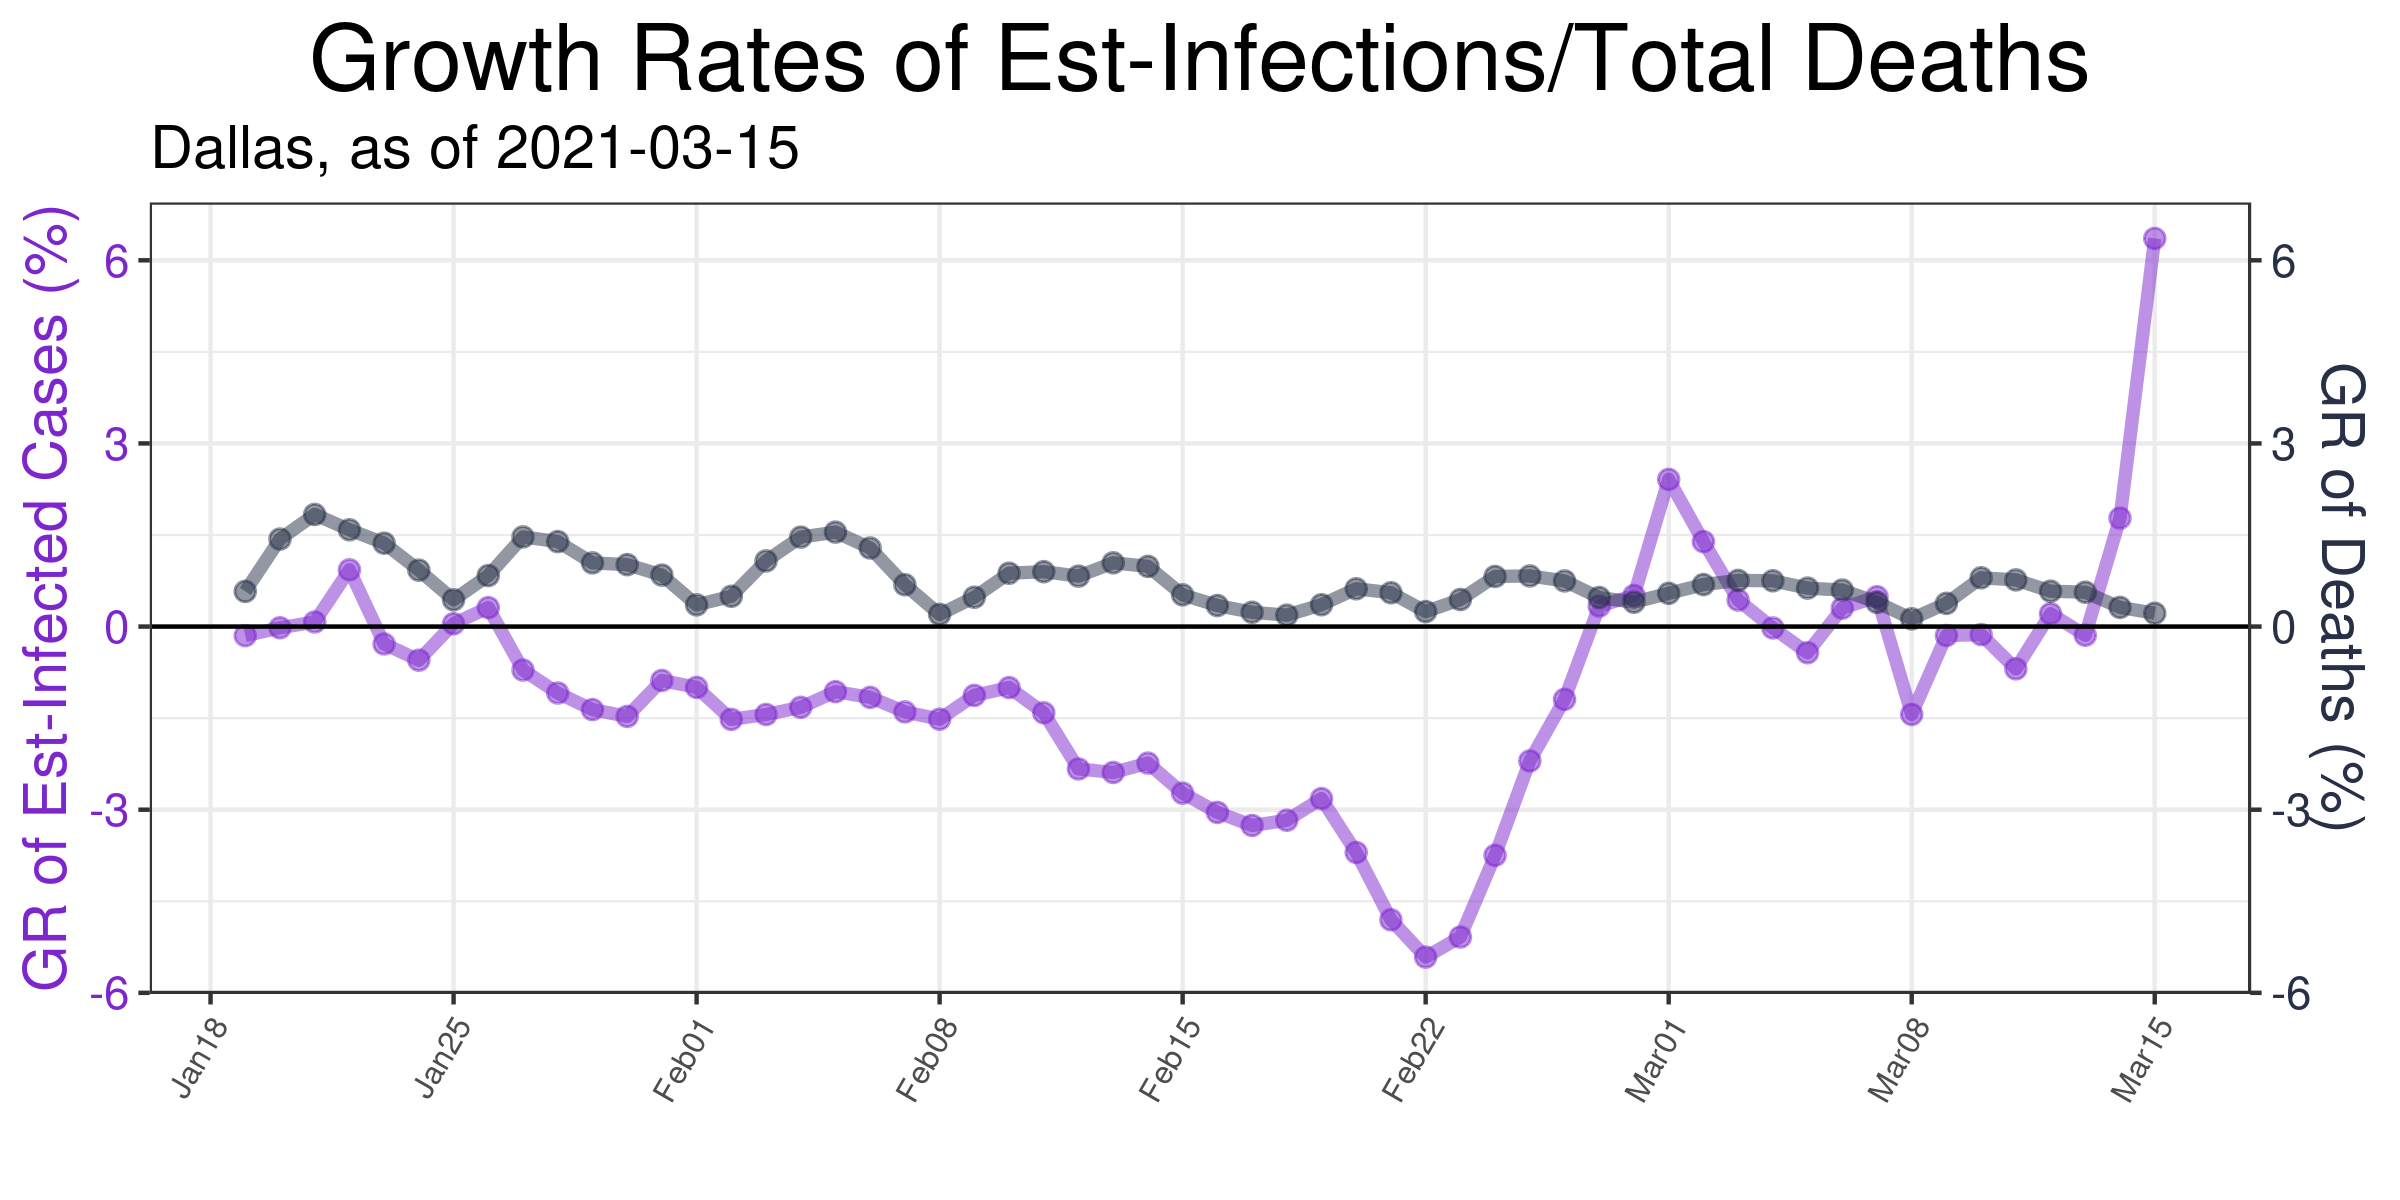 Growth Rates of Est-Infections/Total Deaths
Dallas, as of 2021-03-15
GR of Est-Infected Cases (%)
6
3
0
-3
-6
6
3
0
-3
-6
GR of Deaths (%)
Jan18
Jan25
Feb01
Feb08
Feb15
Feb22
Mar01
Mar08
Mar15